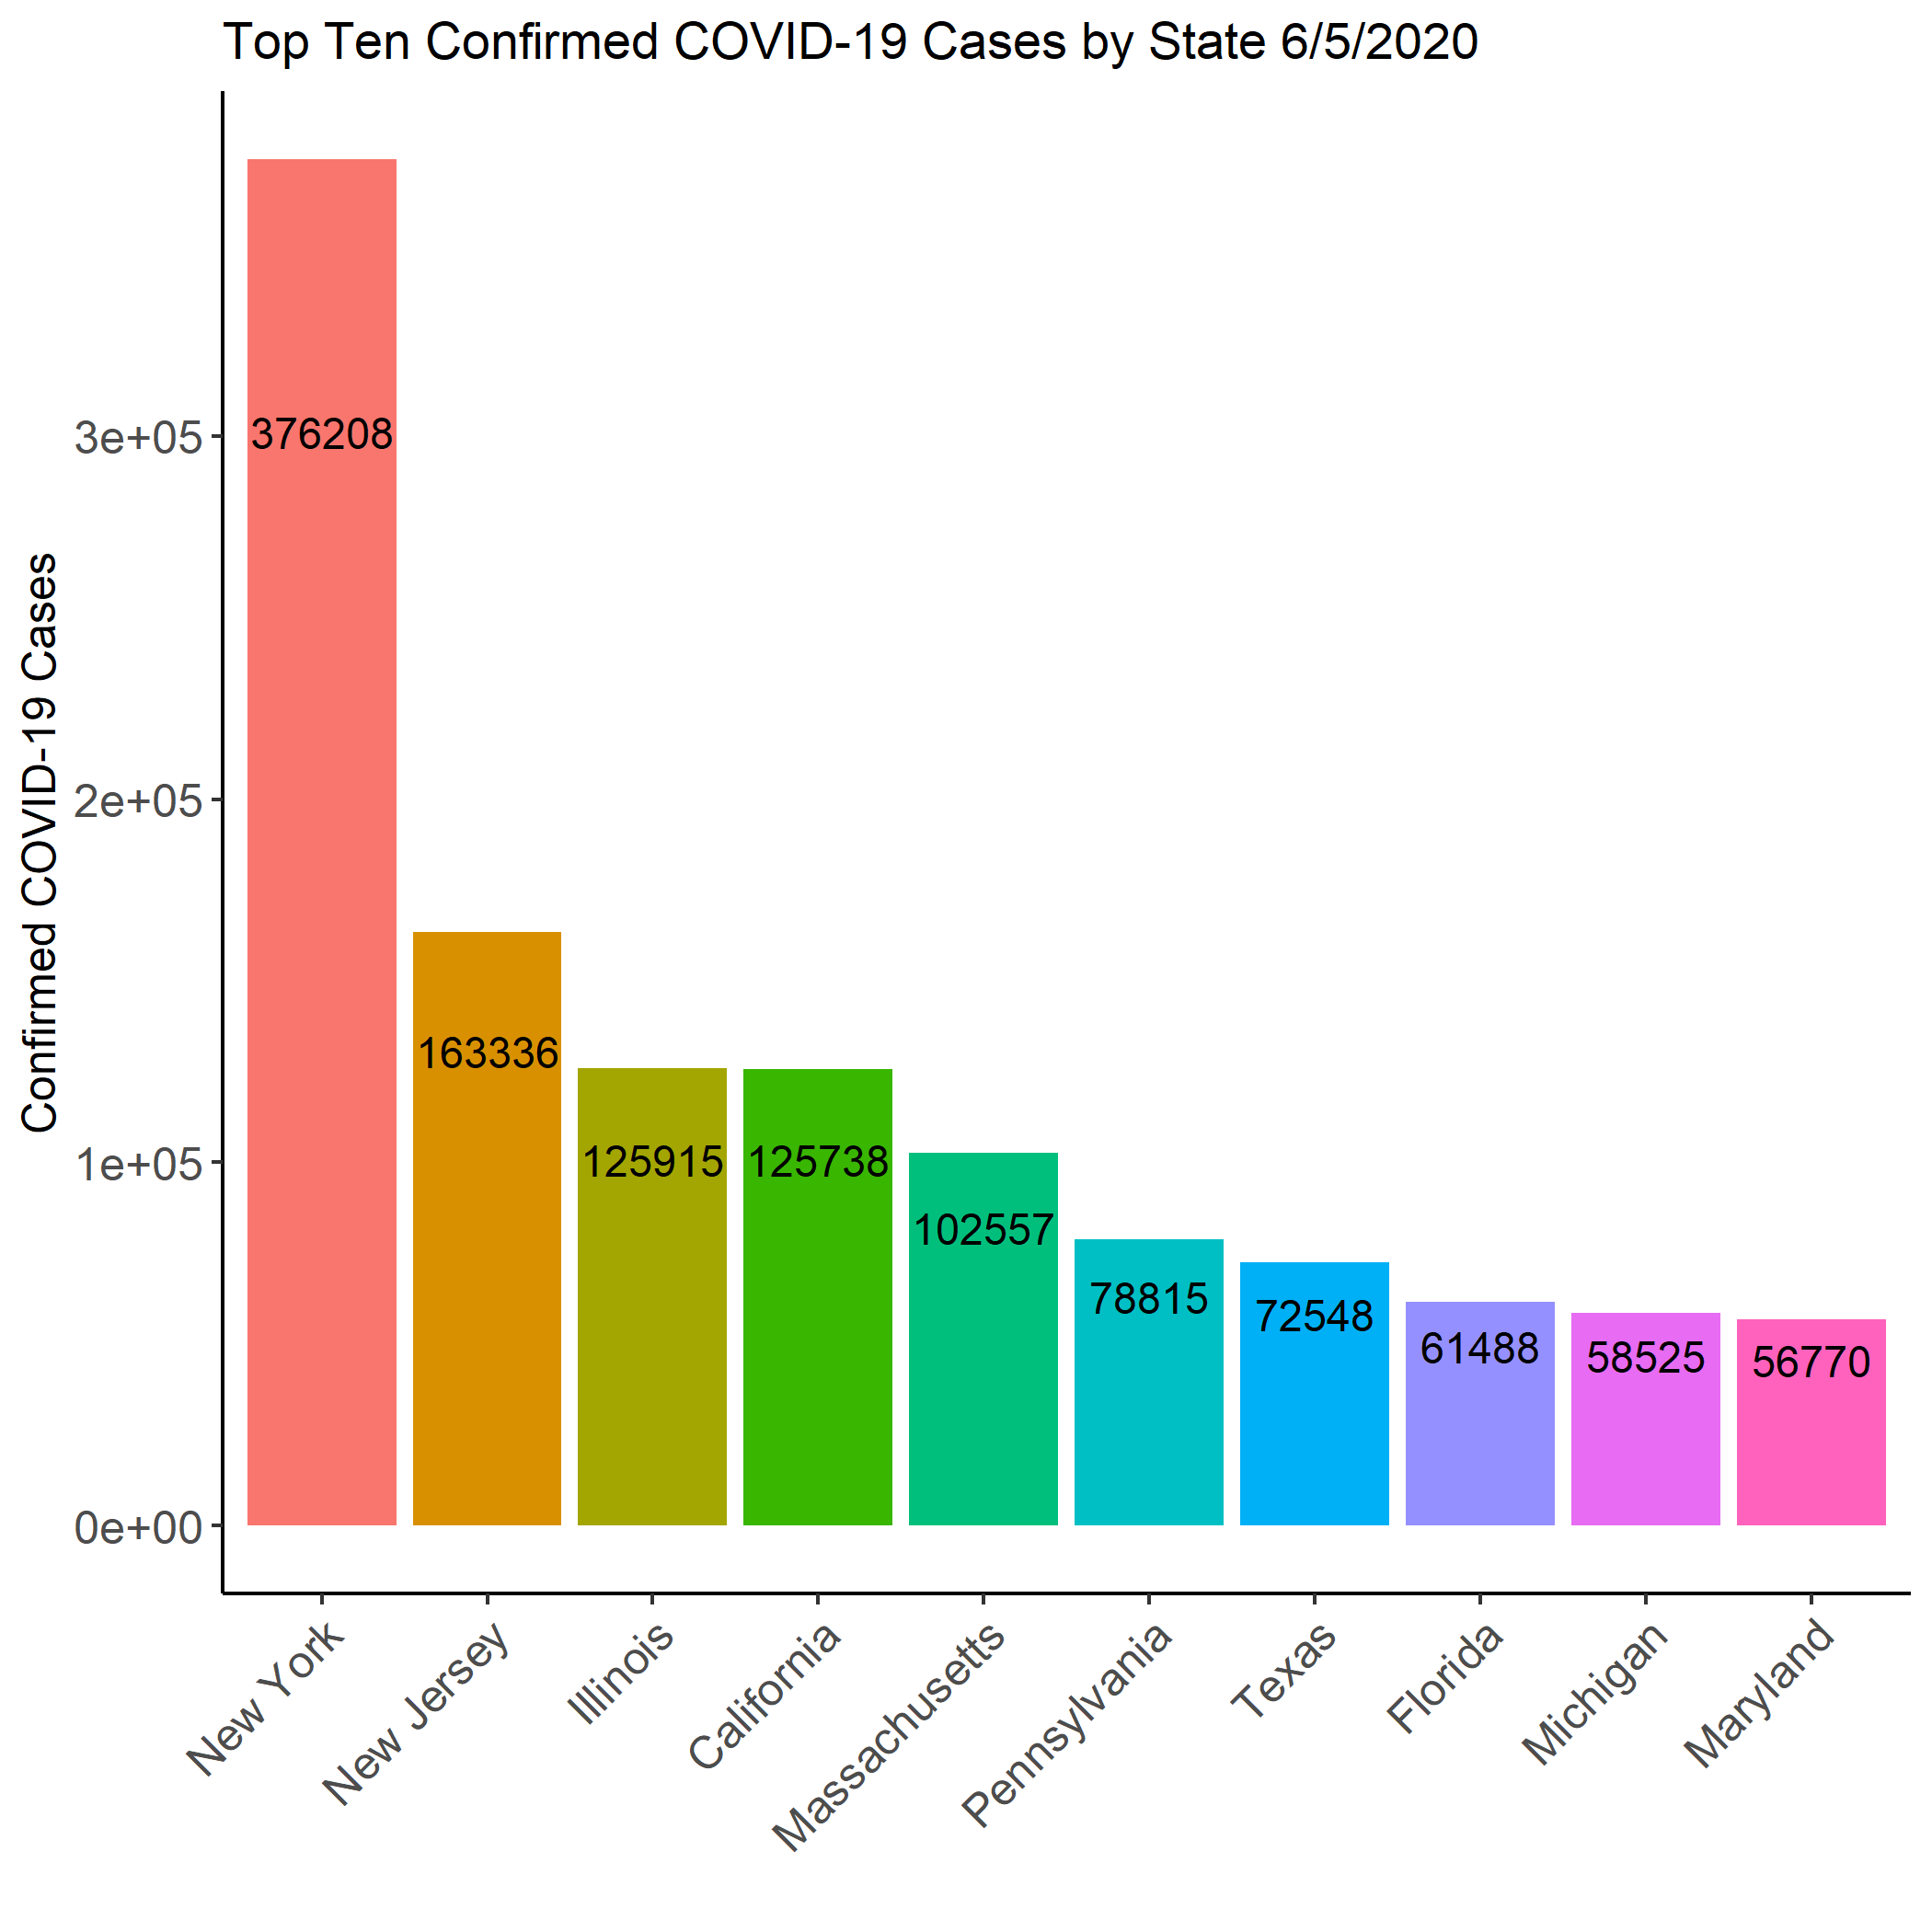 Top Ten Confirmed COVID-19 Cases by State 6/5/2020
Confirmed COVID-19 Cases
3e+05
2e+05
1e+05
0e+00
376208
163336
125915
125738
102557
78815
72548
61488
58525
56770
New York
New Jersey
Illinois
California
Massachusetts
Pennsylvania
Texas
Florida
Michigan
Maryland